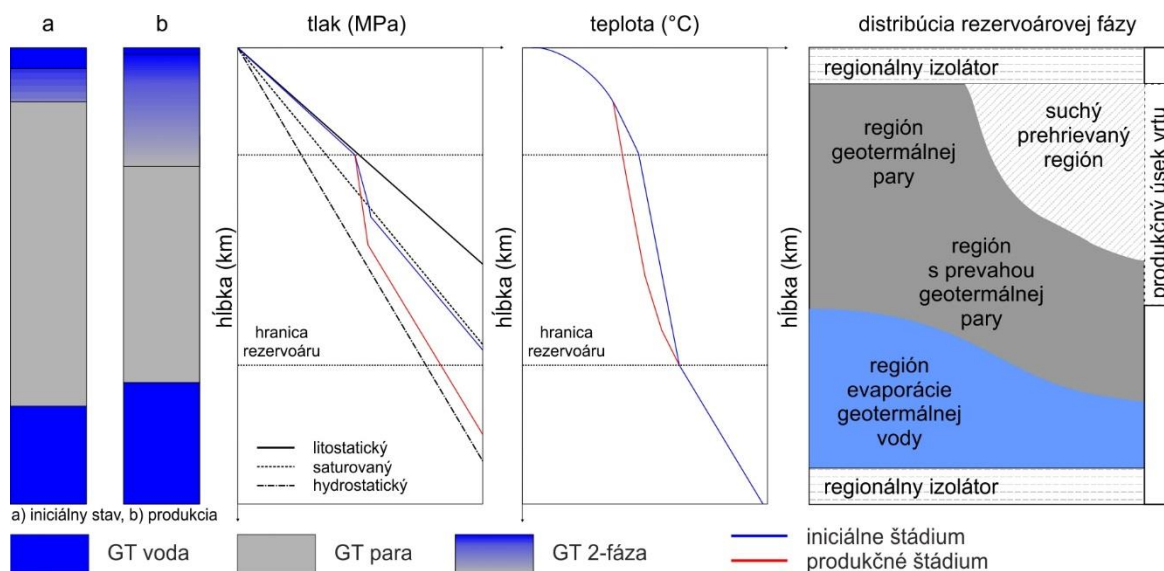 a
b
tlak (MPa)
teplota (°C)
distribúcia rezervoárovej fázy
hĺbka (km)
hranica
rezervoáru
litostatický
saturovaný
hydrostatický
hĺbka (km)
hranica
rezervoáru
hĺbka (km)
regionálny izolátor
región
geotermálnej
pary
suchý
prehrievaný
región
región
s prevahou
geotermálnej
pary
región
evaporácie
geotermálnej
vody
regionálny izolátor
produkčný úsek vrtu
a) iniciálny stav, b) produkcia
GT voda
GT para
GT 2-fáza
iniciálne štádium
produkčné štádium